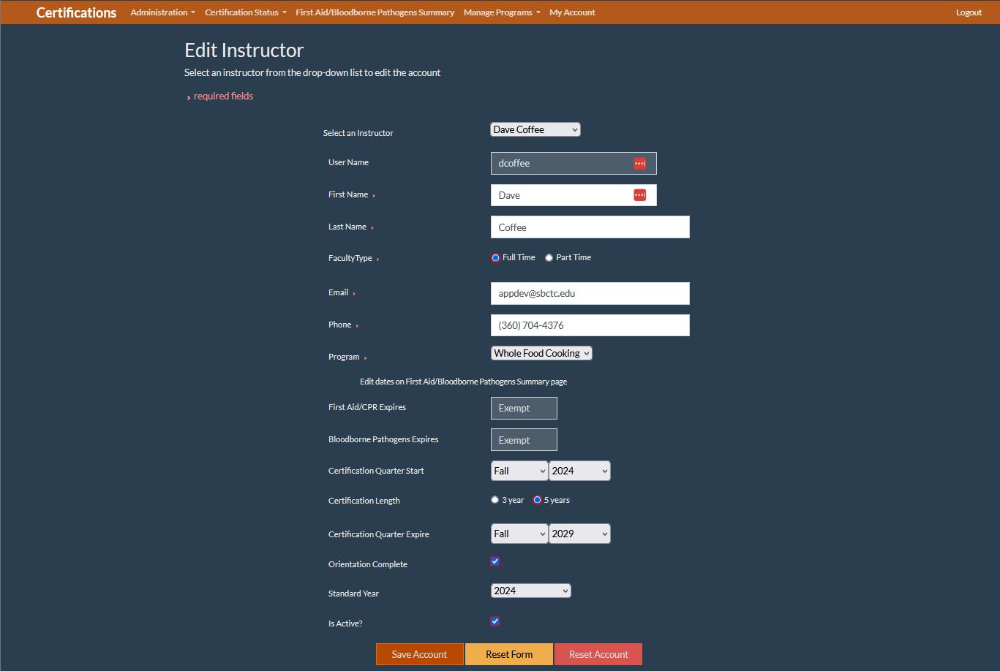 Certifications Administration Certification Status First Aid/Bloodborne Pathogens Summary Manage Programs My Account Logout
Edit Instructor
Select an instructor from the drop-down list to edit the account
required fields
Select an Instructor Dave Coffee
User Name dcoffee
First Name Dave
Last Name Coffee
FacultyType Full Time Part Time
Email appdev@sbctc.edu
Phone (360) 704-4376
Program Whole Food Cooking
Edit dates on First Aid/Bloodborne Pathogens Summary page
First Aid/CPR Expires Exempt
Bloodborne Pathogens Expires Exempt
Certification Quarter Start Fall 2024
Certification Length 3 year 5 years
Certification Quarter Expire Fall 2029
Orientation Complete
Standard Year 2024
Is Active?
Save Account Reset Form Reset Account